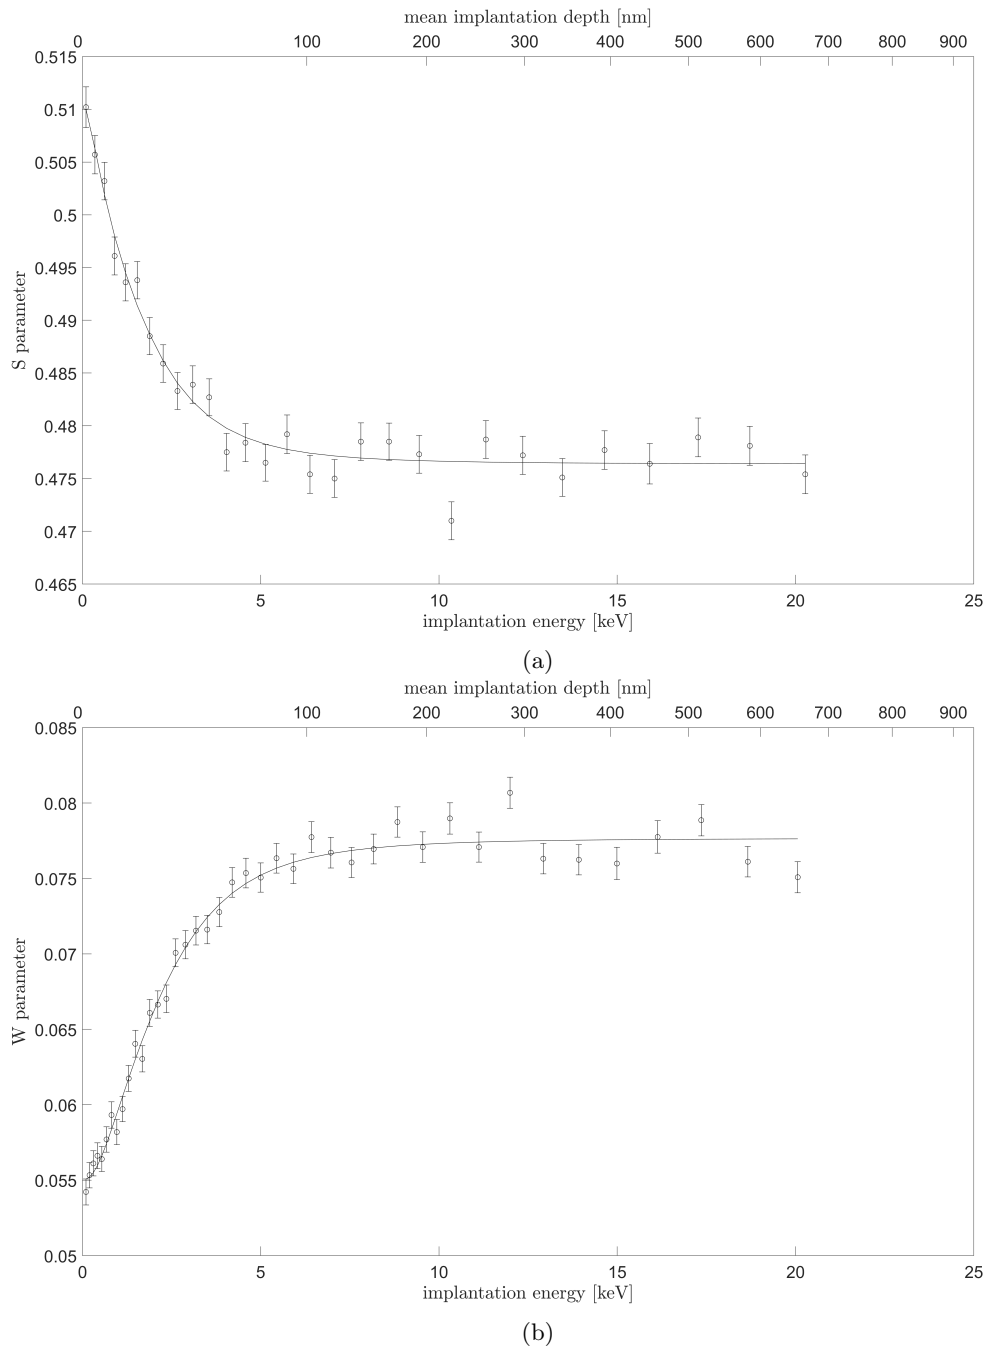 mean implantation depth [nm]
0 100 200 300 400 500 600 700 800 900
0.515
0.51
0.505
0.5
0.495
0.49
0.485
0.48
0.475
0.47
0.465
S parameter
0 5 10 15 20 25
implantation energy [keV]
(a)
mean implantation depth [nm]
0 100 200 300 400 500 600 700 800 900
0.085
0.08
0.075
0.07
0.065
0.06
0.055
0.05
W parameter
0 5 10 15 20 25
implantation energy [keV]
(b)